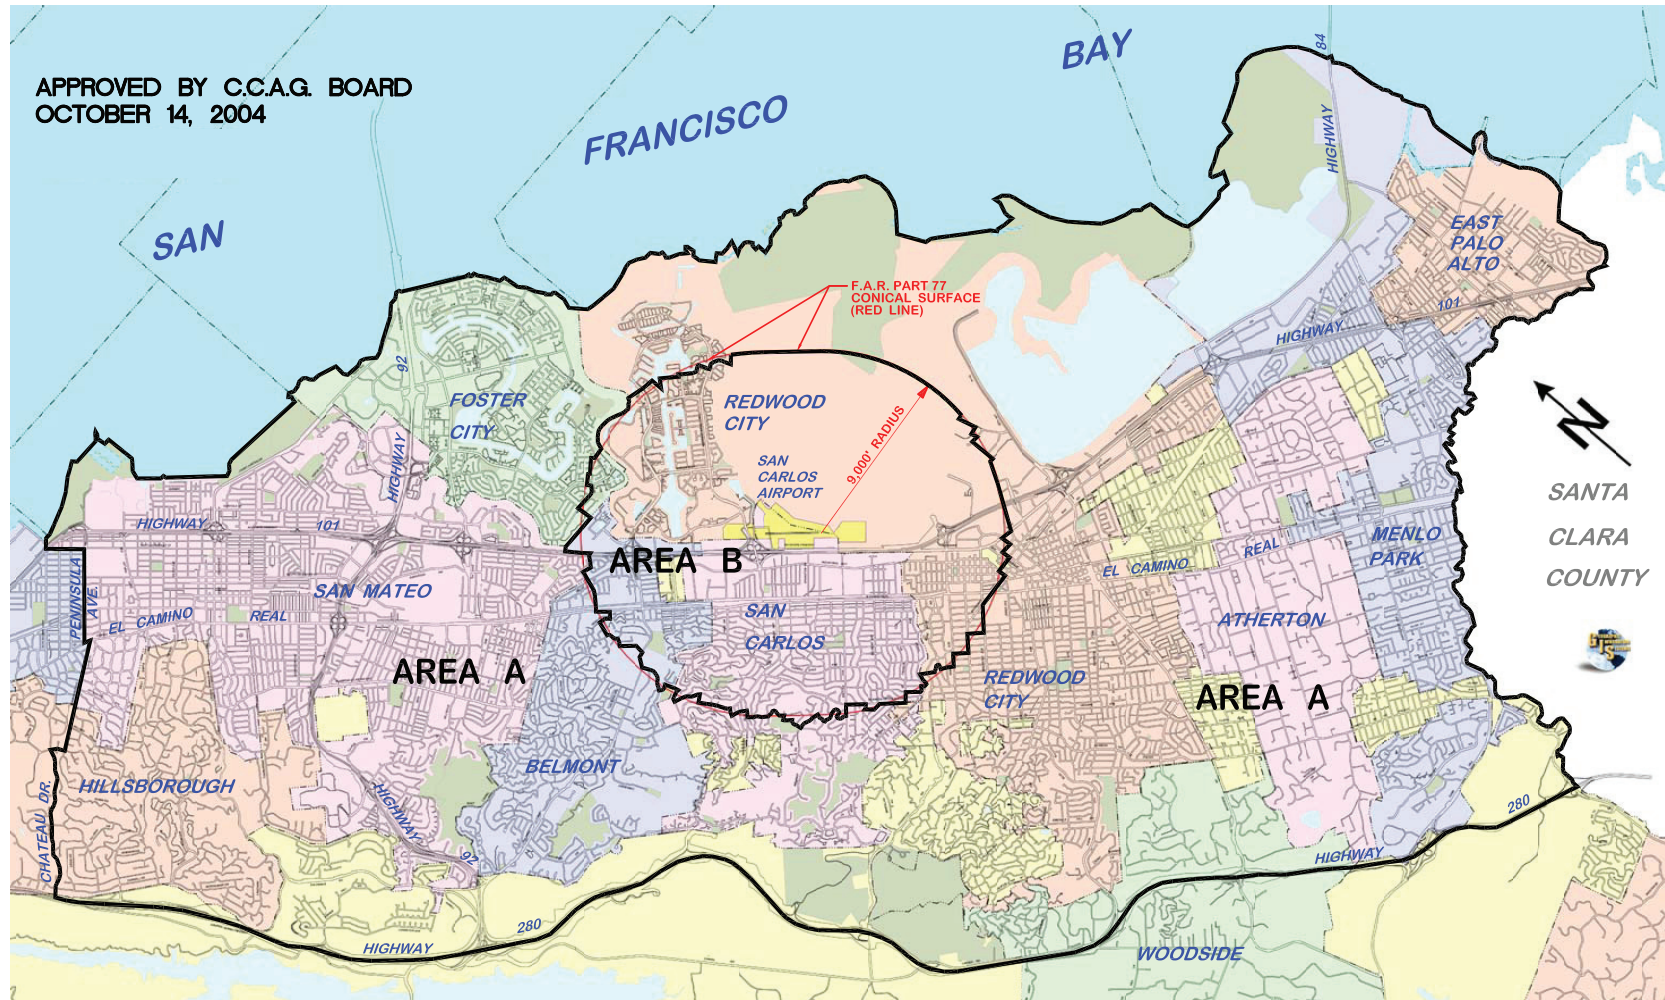 APPROVED BY C.C.A.G. BOARD
OCTOBER 14, 2004
SAN
FRANCISCO
BAY
84
HIGHWAY
EAST
PALO
ALTO
101
HIGHWAY
F.A.R. PART 77
CONICAL SURFACE
(RED LINE)
92
FOSTER
CITY
HIGHWAY
REDWOOD
CITY
9,000' RADIUS
SAN
CARLOS
AIRPORT
N
SANTA
CLARA
COUNTY
HIGHWAY
101
AREA B
MENLO
PARK
EL CAMINO
REAL
PENINSULA
AVE.
SAN MATEO
EL CAMINO
REAL
SAN
CARLOS
ATHERTON
AREA A
REDWOOD
CITY
AREA A
HILLSBOROUGH
BELMONT
CHATEAU DR.
HIGHWAY
92
280
HIGHWAY
280
HIGHWAY
WOODSIDE